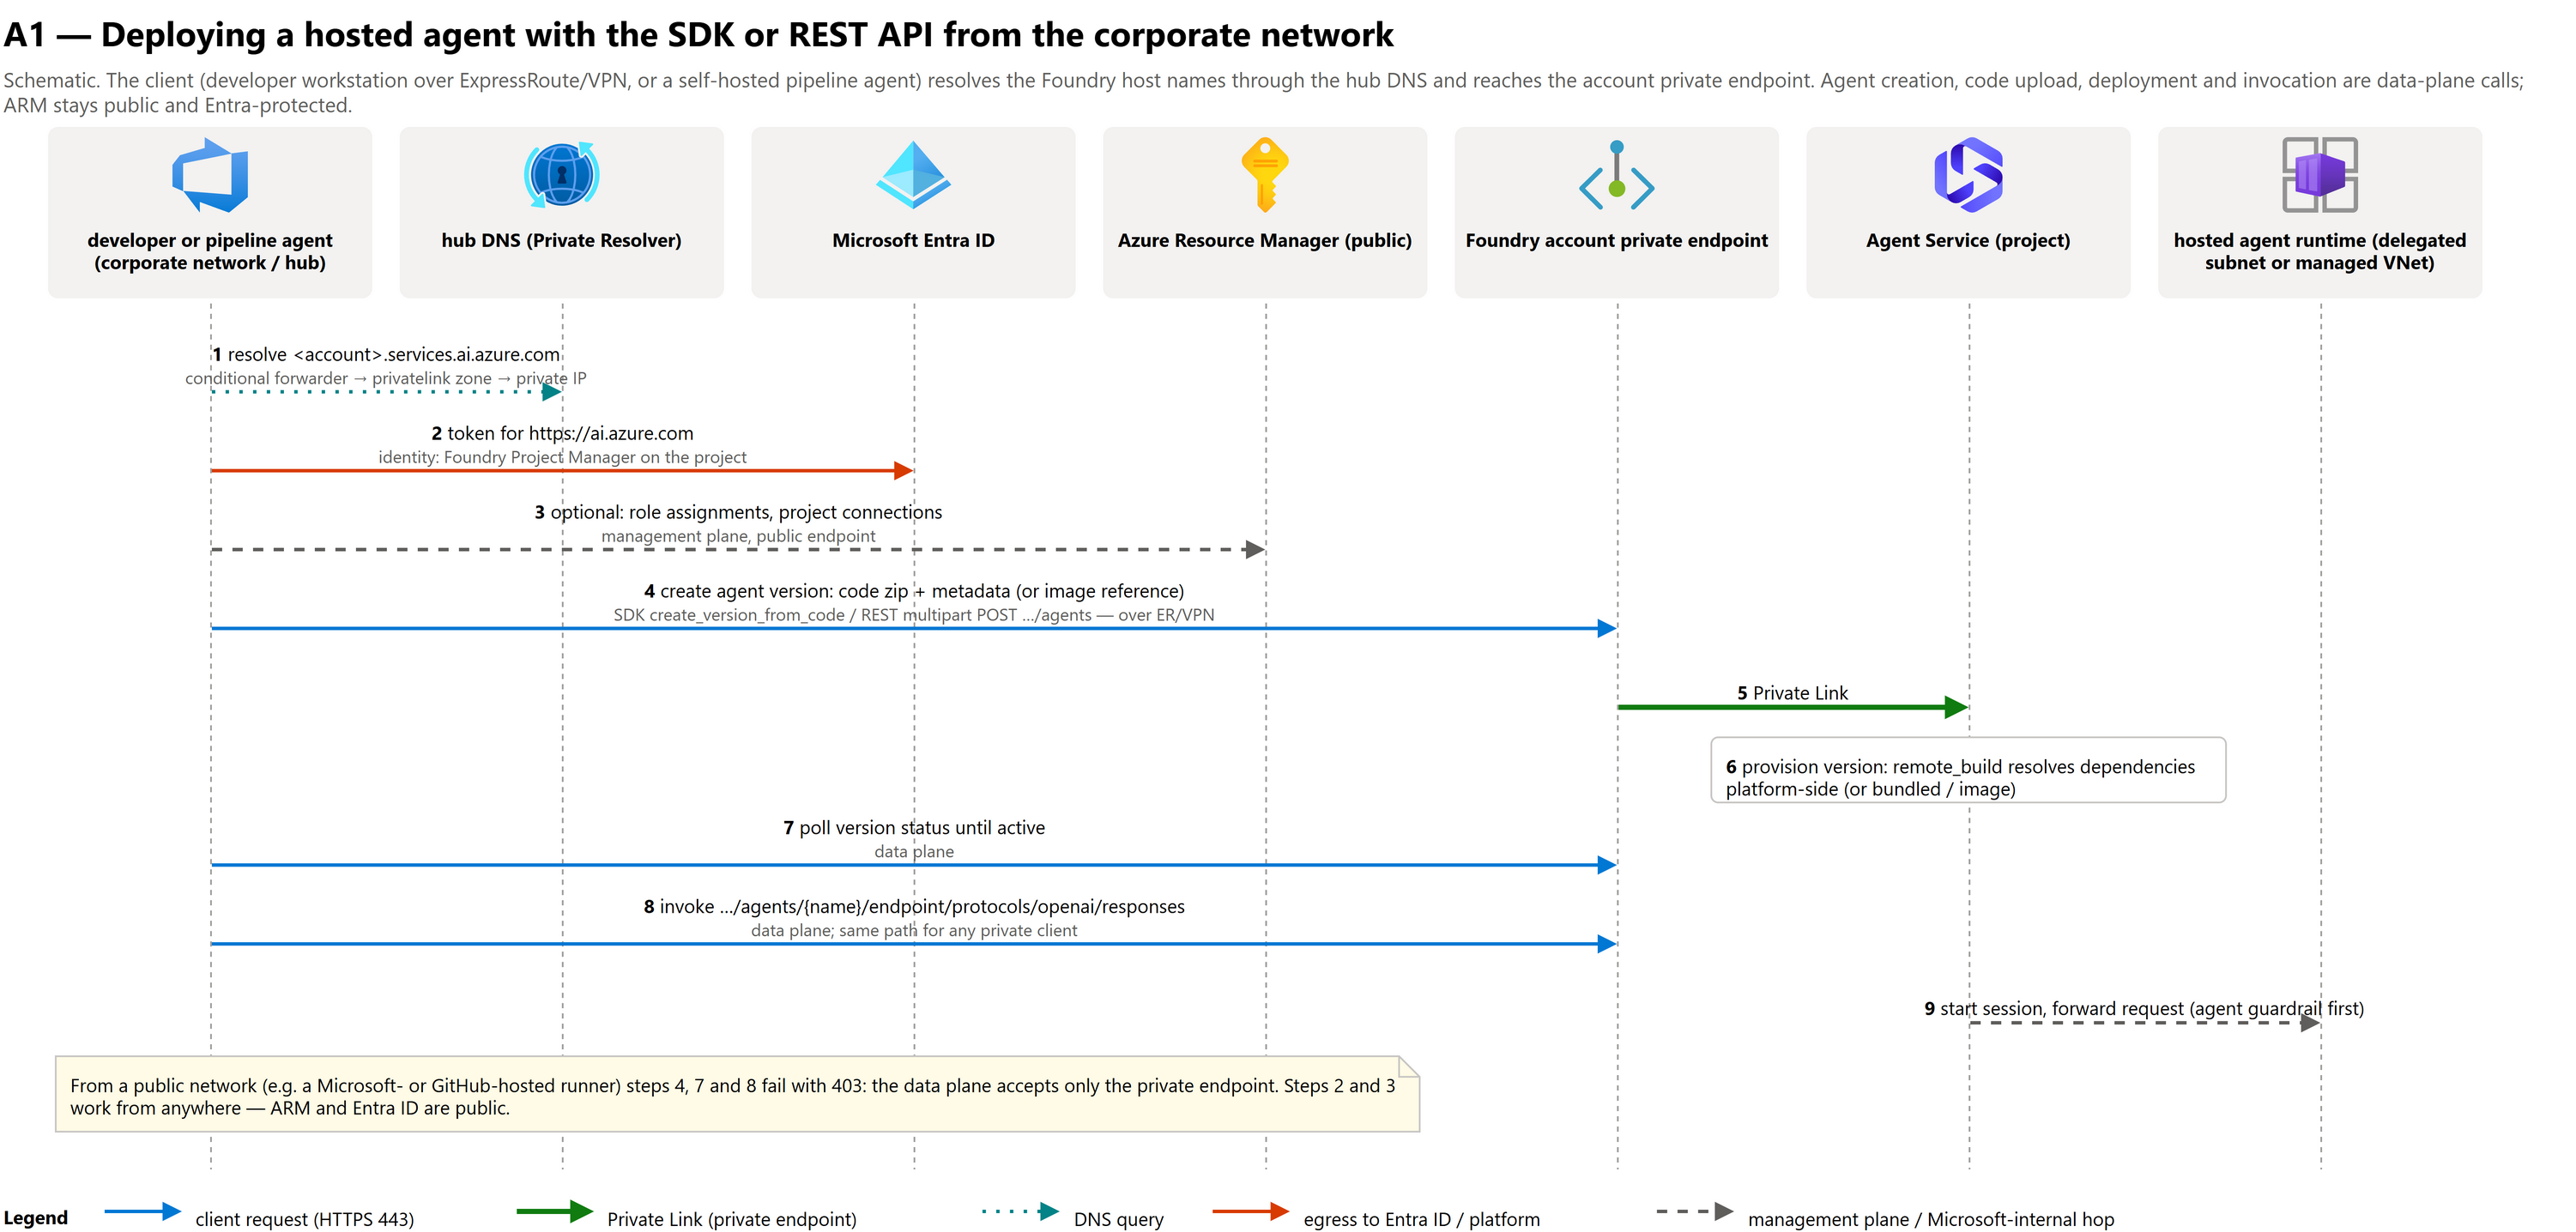 A1 — Deploying a hosted agent with the SDK or REST API from the corporate network
Schematic. The client (developer workstation over ExpressRoute/VPN, or a self-hosted pipeline agent) resolves the Foundry host names through the hub DNS and reaches the account private endpoint. Agent creation, code upload, deployment and invocation are data-plane calls;
ARM stays public and Entra-protected.
developer or pipeline agent
(corporate network / hub)
hub DNS (Private Resolver)
Microsoft Entra ID
Azure Resource Manager (public)
Foundry account private endpoint
Agent Service (project)
hosted agent runtime (delegated
subnet or managed VNet)
1 resolve <account>.services.ai.azure.com
conditional forwarder → privatelink zone → private IP
2 token for https://ai.azure.com
identity: Foundry Project Manager on the project
3 optional: role assignments, project connections
management plane, public endpoint
4 create agent version: code zip + metadata (or image reference)
SDK create_version_from_code / REST multipart POST .../agents — over ER/VPN
5 Private Link
6 provision version: remote_build resolves dependencies
platform-side (or bundled / image)
7 poll version status until active
data plane
8 invoke .../agents/{name}/endpoint/protocols/openai/responses
data plane; same path for any private client
9 start session, forward request (agent guardrail first)
From a public network (e.g. a Microsoft- or GitHub-hosted runner) steps 4, 7 and 8 fail with 403: the data plane accepts only the private endpoint. Steps 2 and 3
work from anywhere — ARM and Entra ID are public.
Legend
client request (HTTPS 443)
Private Link (private endpoint)
DNS query
egress to Entra ID / platform
management plane / Microsoft-internal hop